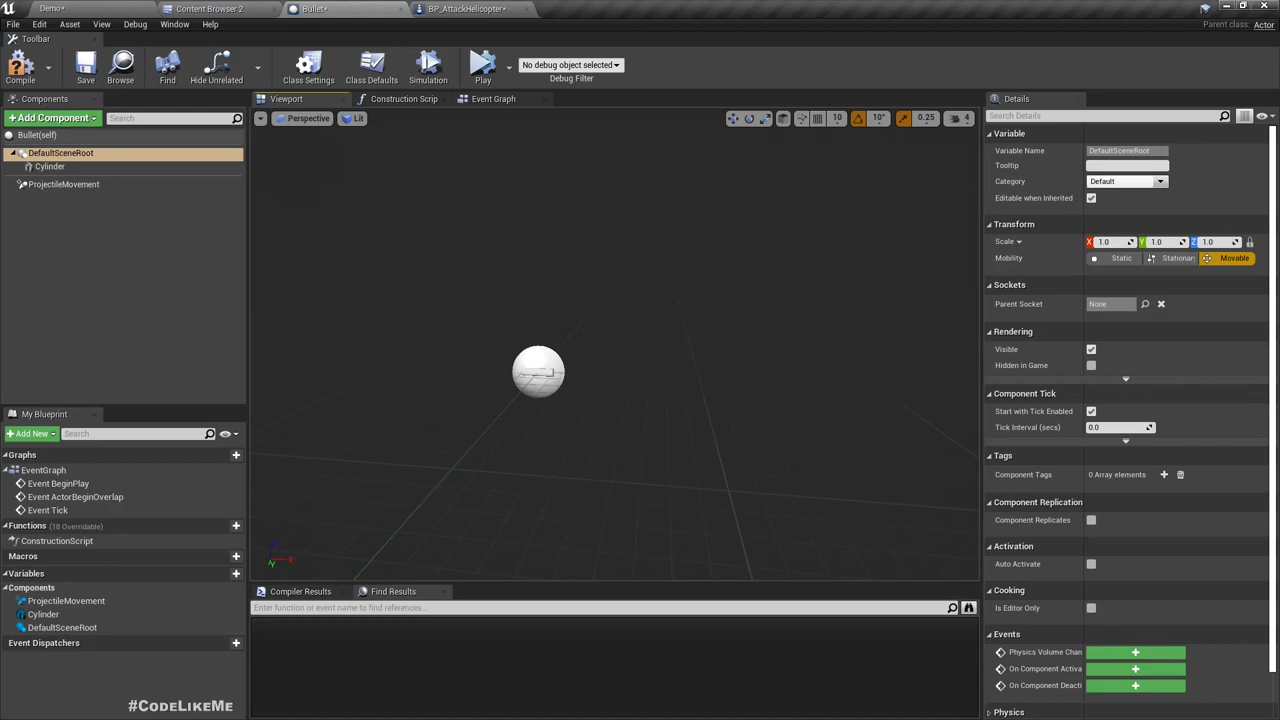 Demo*
Content Browser 2
Bullet*
BP_AttackHelicopter*
File Edit Asset View Debug Window Help
Parent class: Actor
Toolbar
Compile Save Browse Find Hide Unrelated Class Settings Class Defaults Simulation Play
No debug object selected
Debug Filter
Components
+Add Component Search
Bullet(self)
DefaultSceneRoot
Cylinder
ProjectileMovement
My Blueprint
+Add New Search
Graphs
EventGraph
Event BeginPlay
Event ActorBeginOverlap
Event Tick
Functions (18 Overridable)
ConstructionScript
Macros
Variables
Components
ProjectileMovement
Cylinder
DefaultSceneRoot
Event Dispatchers
#CODELIKEME
Viewport Construction Scrip Event Graph
Perspective Lit
10 10° 0.25 4
Z
X
Y
Compiler Results Find Results
Enter function or event name to find references...
Details
Search Details
Variable
Variable Name DefaultSceneRoot
Tooltip
Category Default
Editable when Inherited
Transform
Scale X 1.0 Y 1.0 Z 1.0
Mobility Static Stationary Movable
Sockets
Parent Socket None
Rendering
Visible
Hidden in Game
Component Tick
Start with Tick Enabled
Tick Interval (secs) 0.0
Tags
Component Tags 0 Array elements
Component Replication
Component Replicates
Activation
Auto Activate
Cooking
Is Editor Only
Events
Physics Volume Chan
On Component Activa
On Component Deacti
Physics